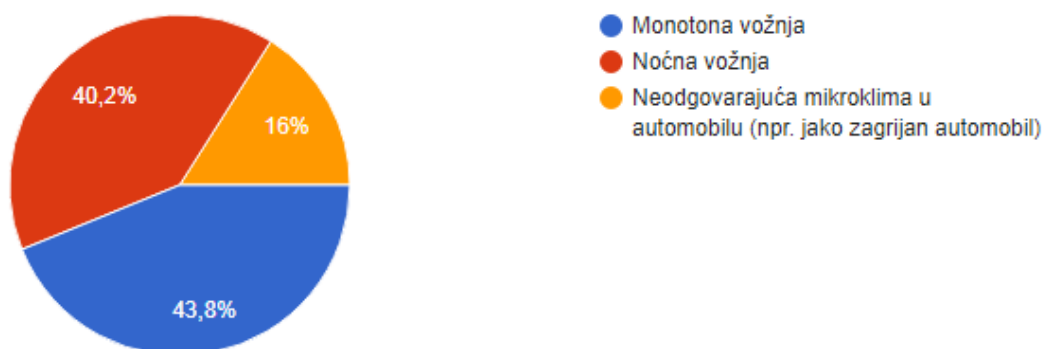 40,2%
16%
43,8%
Monotona vožnja
Noćna vožnja
Neodgovarajuća mikroklima u
automobilu (npr. jako zagrijan automobil)